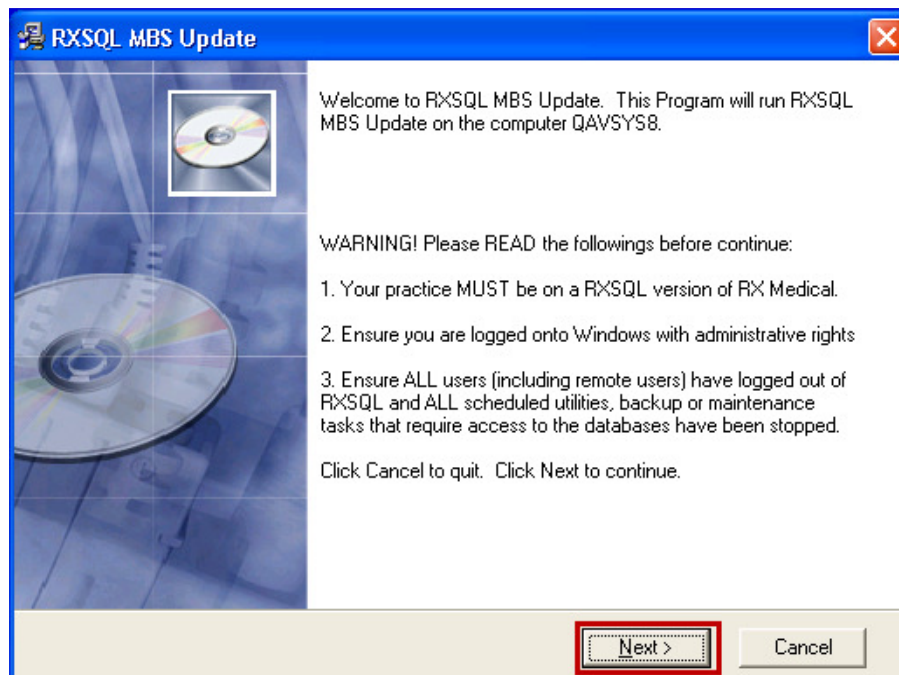 RXSQL MBS Update
Welcome to RXSQL MBS Update. This Program will run RXSQL
MBS Update on the computer QAVSYS8.
WARNING! Please READ the followings before continue:
1. Your practice MUST be on a RXSQL version of RX Medical.
2. Ensure you are logged onto Windows with administrative rights
3. Ensure ALL users (including remote users) have logged out of
RXSQL and ALL scheduled utilities, backup or maintenance
tasks that require access to the databases have been stopped.
Click Cancel to quit. Click Next to continue.
Next >
Cancel